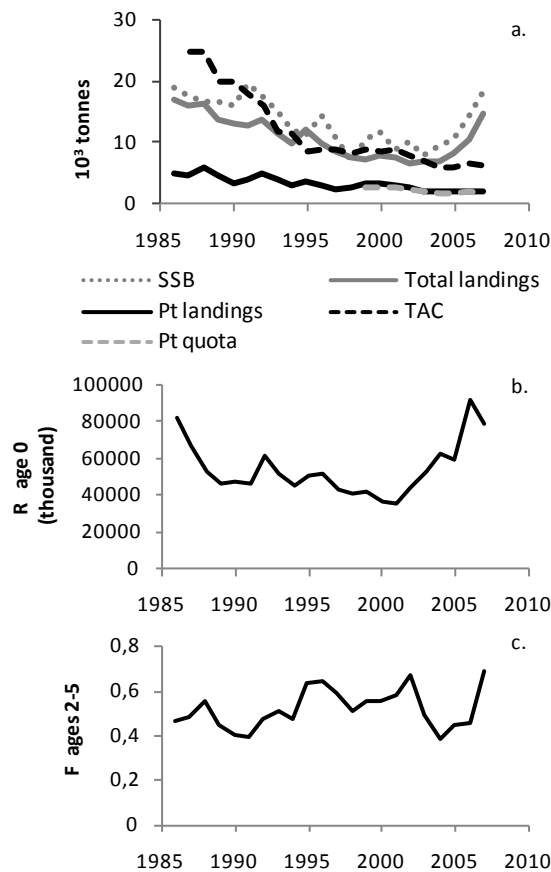 a.
30
20
10
0
10³ tonnes
1985 1990 1995 2000 2005 2010
SSB Total landings
Pt landings TAC
Pt quota
b.
100000
80000
60000
40000
20000
0
R age 0
(thousand)
1985 1990 1995 2000 2005 2010
c.
0,8
0,6
0,4
0,2
0
F ages 2-5
1985 1990 1995 2000 2005 2010